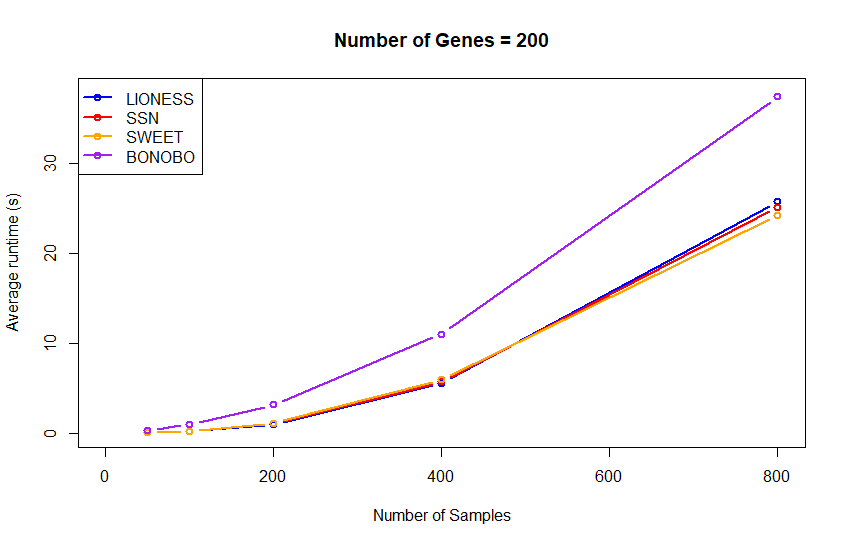 Number of Genes = 200
LIONESS
SSN
SWEET
BONOBO
Average runtime (s)
30
20
10
0
0 200 400 600 800
Number of Samples